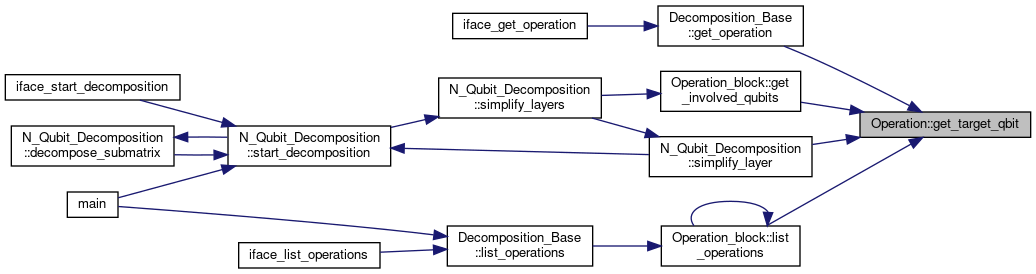 iface_get_operation
Decomposition_Base
::get_operation
iface_start_decomposition
N_Qubit_Decomposition
::simplify_layers
Operation_block::get
_involved_qubits
Operation::get_target_qbit
N_Qubit_Decomposition
::decompose_submatrix
N_Qubit_Decomposition
::start_decomposition
N_Qubit_Decomposition
::simplify_layer
main
iface_list_operations
Decomposition_Base
::list_operations
Operation_block::list
_operations